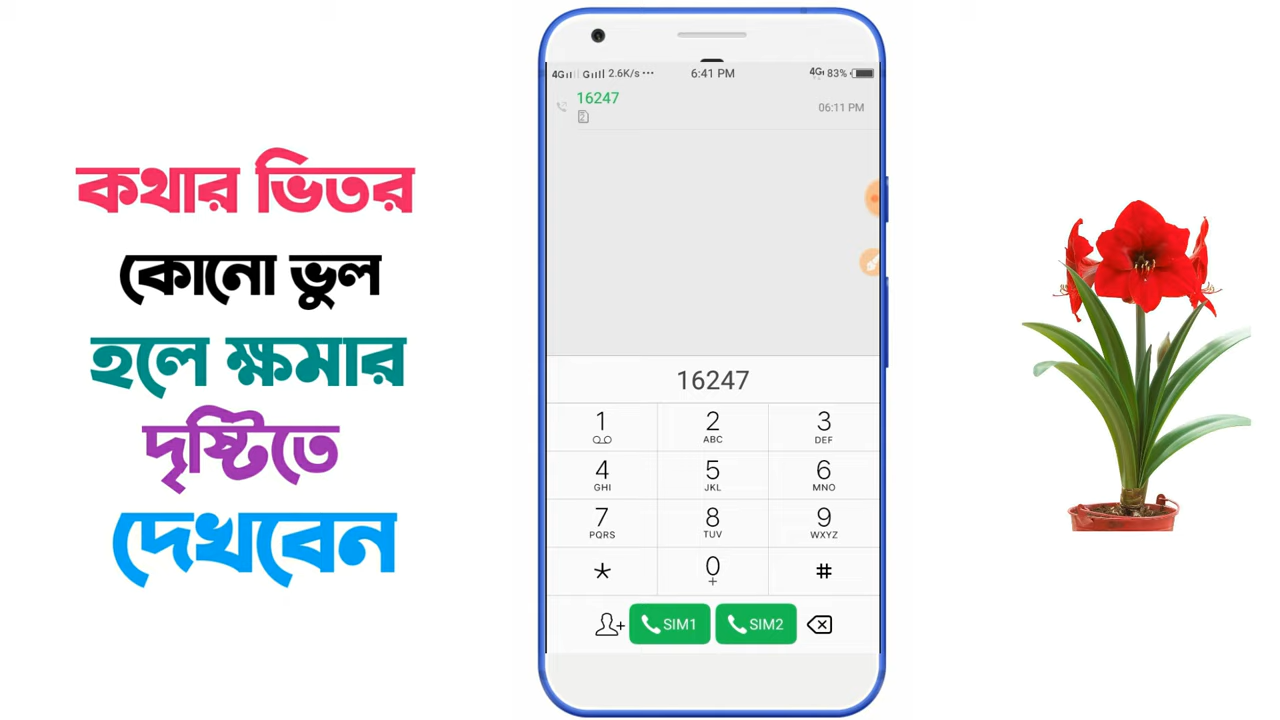 কথার ভিতর
কোনো ভুল
হলে ক্ষমার
দৃষ্টিতে
দেখবেন
4G G 2.6K/s ... 6:41 PM 4G 83%
16247
2
06:11 PM
16247
1 2 3
ABC DEF
4 5 6
GHI JKL MNO
7 8 9
PQRS TUV WXYZ
* 0 #
+
SIM1 SIM2